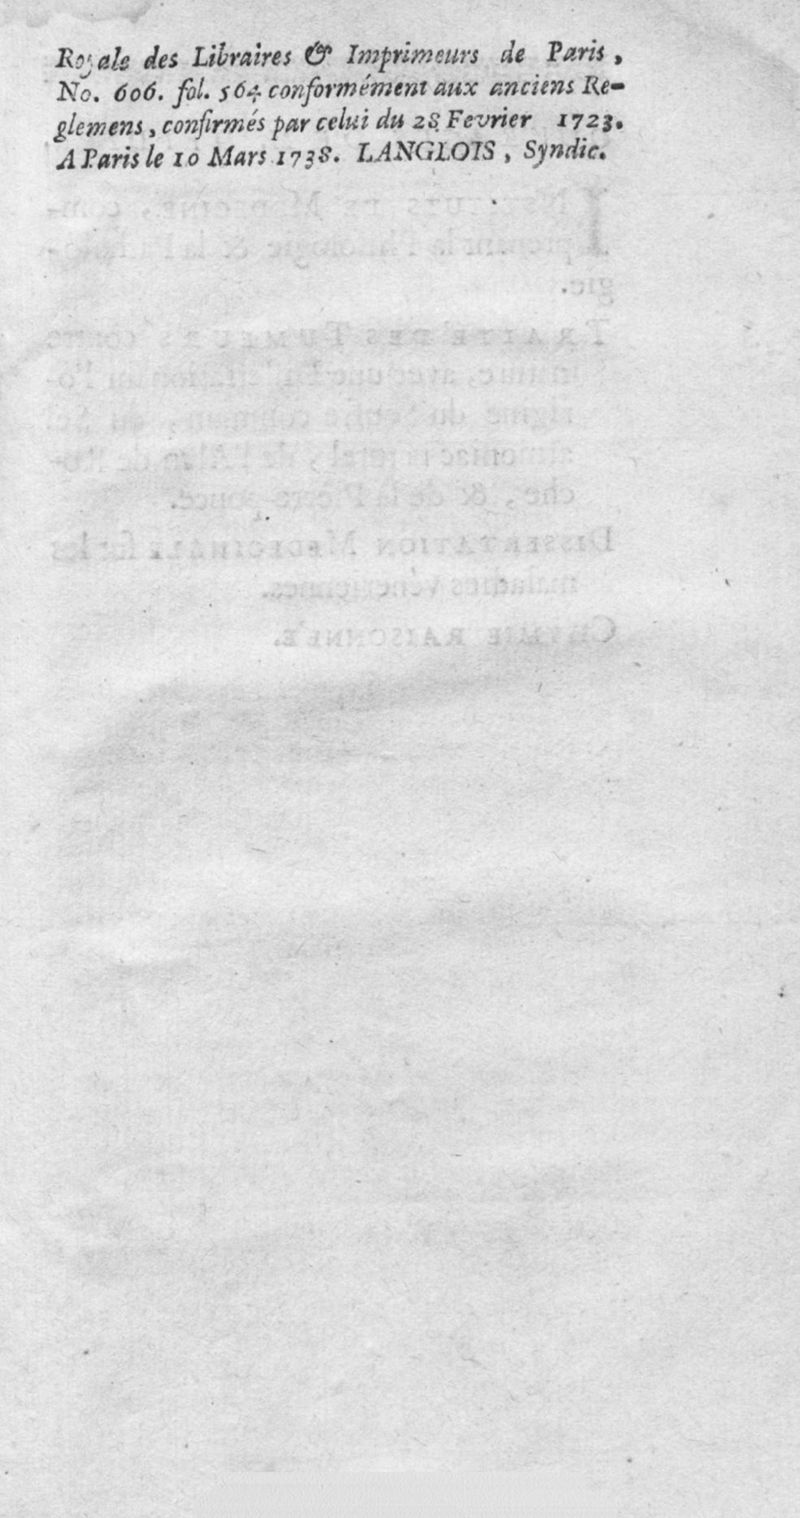 Royale des Libraires & Imprimeurs de Paris,
No. 606. fol. 564. conformément aux anciens Re-
glemens, confirmés par celui du 28 Fevrier 1723.
A Paris le 10 Mars 1738. LANGLOIS, Syndic.